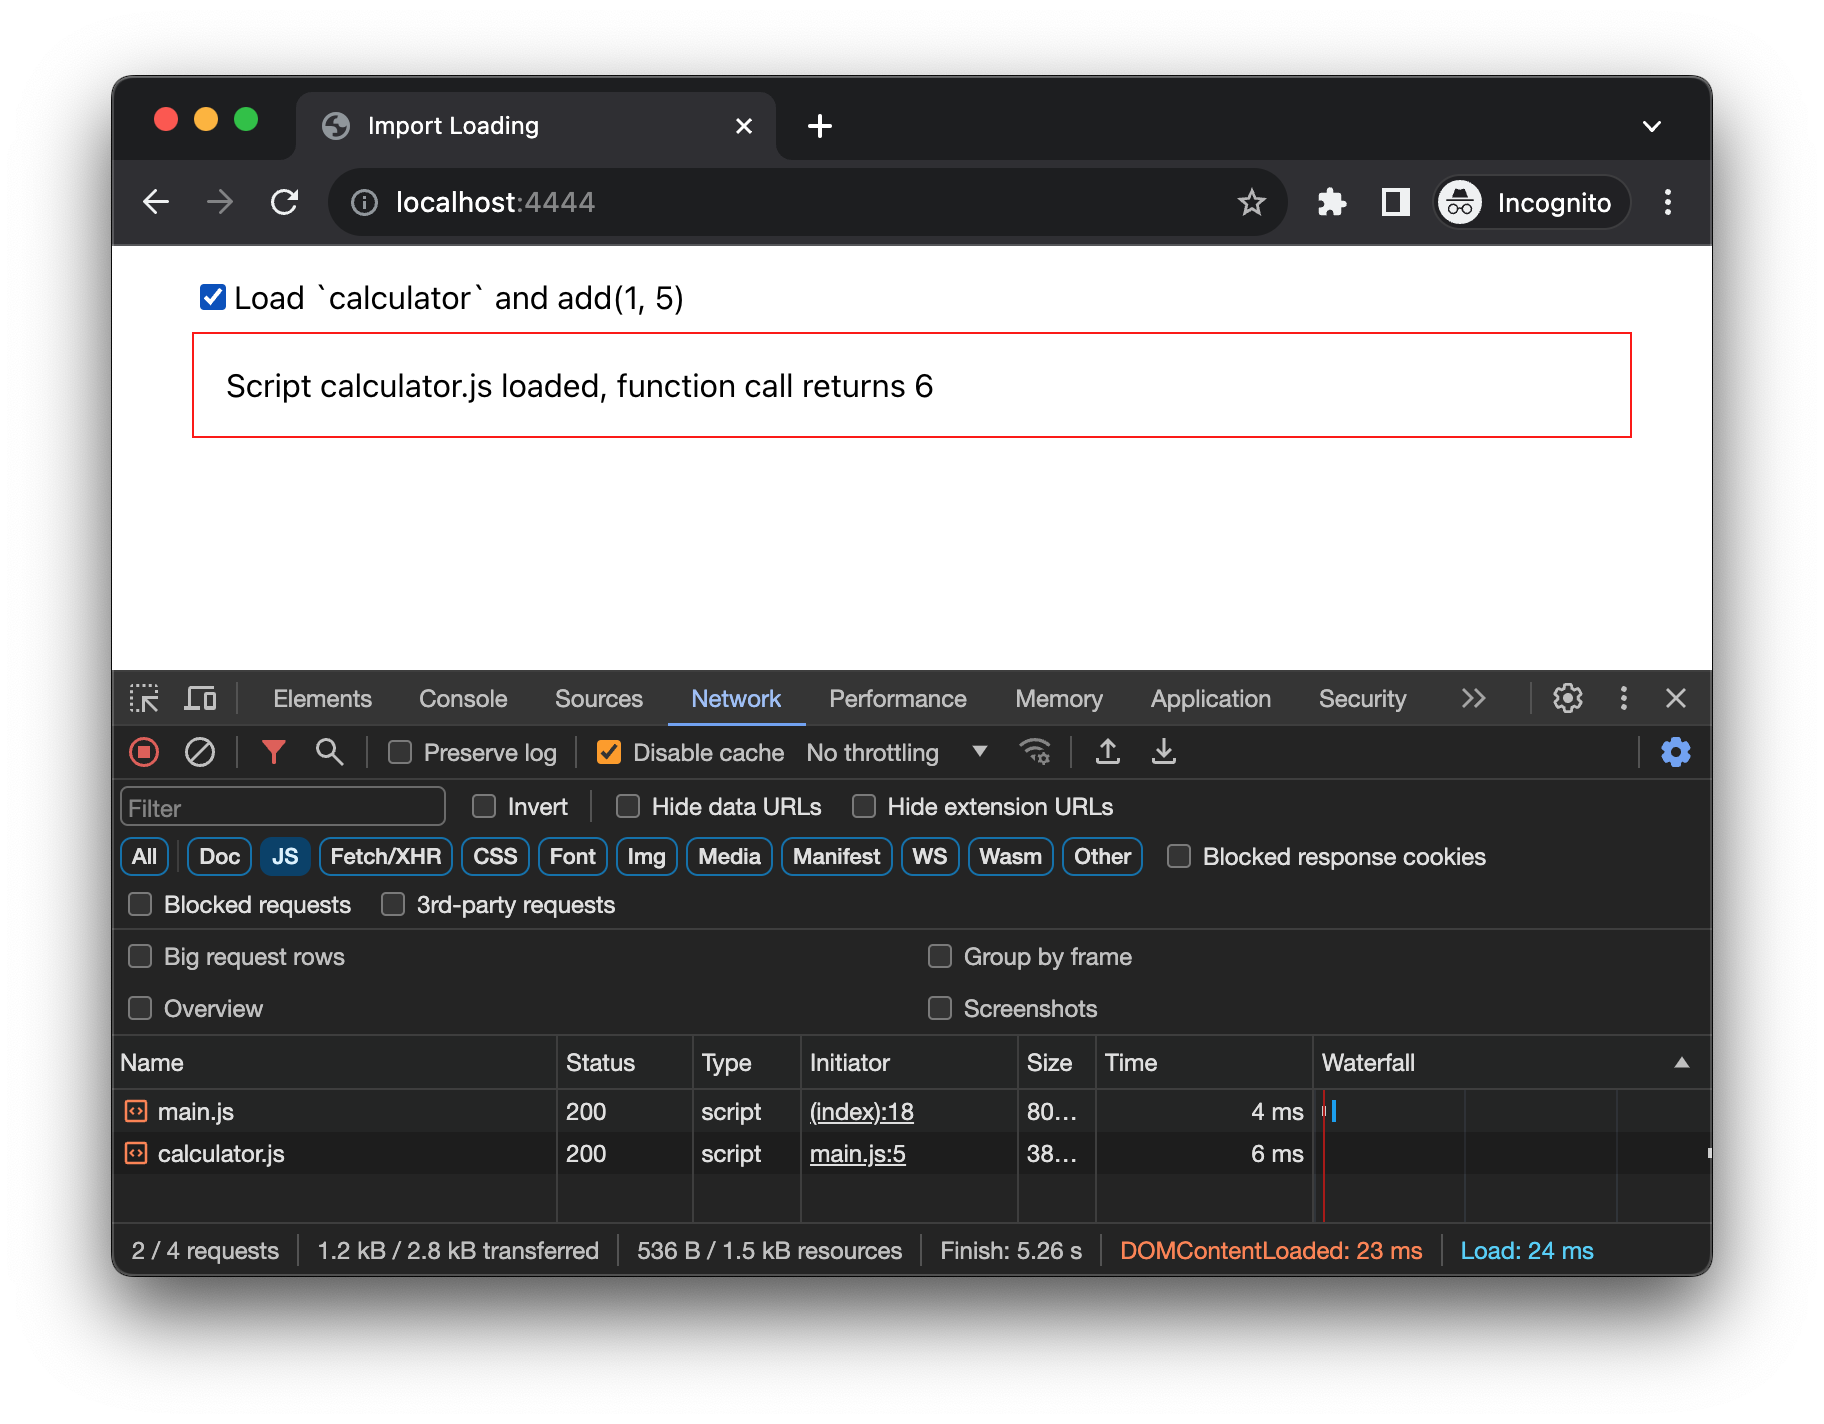 Import Loading
localhost:4444
Incognito
Load `calculator` and add(1, 5)
Script calculator.js loaded, function call returns 6
Elements Console Sources Network Performance Memory Application Security
Preserve log Disable cache No throttling
Filter Invert Hide data URLs Hide extension URLs
All Doc JS Fetch/XHR CSS Font Img Media Manifest WS Wasm Other Blocked response cookies
Blocked requests 3rd-party requests
Big request rows Group by frame
Overview Screenshots
Name Status Type Initiator Size Time Waterfall
main.js 200 script (index):18 80... 4 ms
calculator.js 200 script main.js:5 38... 6 ms
2 / 4 requests 1.2 kB / 2.8 kB transferred 536 B / 1.5 kB resources Finish: 5.26 s DOMContentLoaded: 23 ms Load: 24 ms